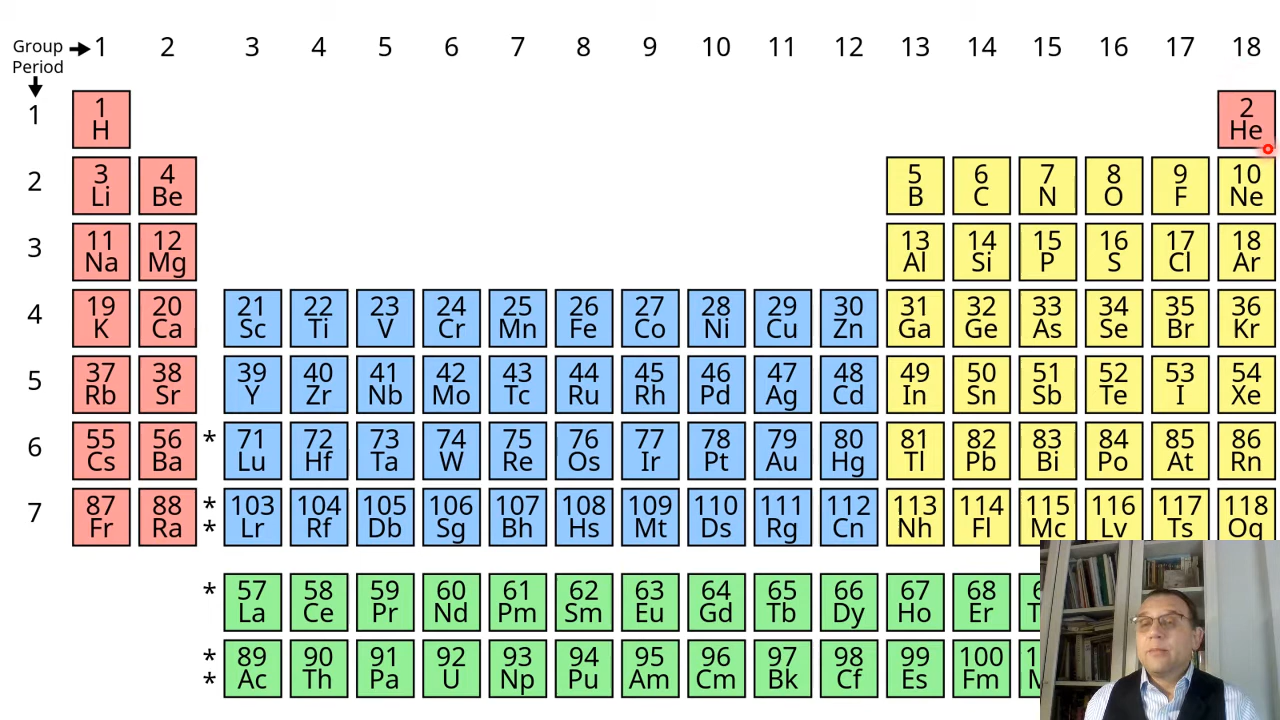 Group 1 2 3 4 5 6 7 8 9 10 11 12 13 14 15 16 17 18
Period
1 1 2
H He
2 3 4 5 6 7 8 9 10
Li Be B C N O F Ne
3 11 12 13 14 15 16 17 18
Na Mg Al Si P S Cl Ar
4 19 20 21 22 23 24 25 26 27 28 29 30 31 32 33 34 35 36
K Ca Sc Ti V Cr Mn Fe Co Ni Cu Zn Ga Ge As Se Br Kr
5 37 38 39 40 41 42 43 44 45 46 47 48 49 50 51 52 53 54
Rb Sr Y Zr Nb Mo Tc Ru Rh Pd Ag Cd In Sn Sb Te I Xe
6 55 56 * 71 72 73 74 75 76 77 78 79 80 81 82 83 84 85 86
Cs Ba Lu Hf Ta W Re Os Ir Pt Au Hg Tl Pb Bi Po At Rn
7 87 88 * 103 104 105 106 107 108 109 110 111 112 113 114 115 116 117 118
Fr Ra * Lr Rf Db Sg Bh Hs Mt Ds Rg Cn Nh Fl Mc Lv Ts Og
* 57 58 59 60 61 62 63 64 65 66 67 68
La Ce Pr Nd Pm Sm Eu Gd Tb Dy Ho Er
* 89 90 91 92 93 94 95 96 97 98 99 100
* Ac Th Pa U Np Pu Am Cm Bk Cf Es Fm